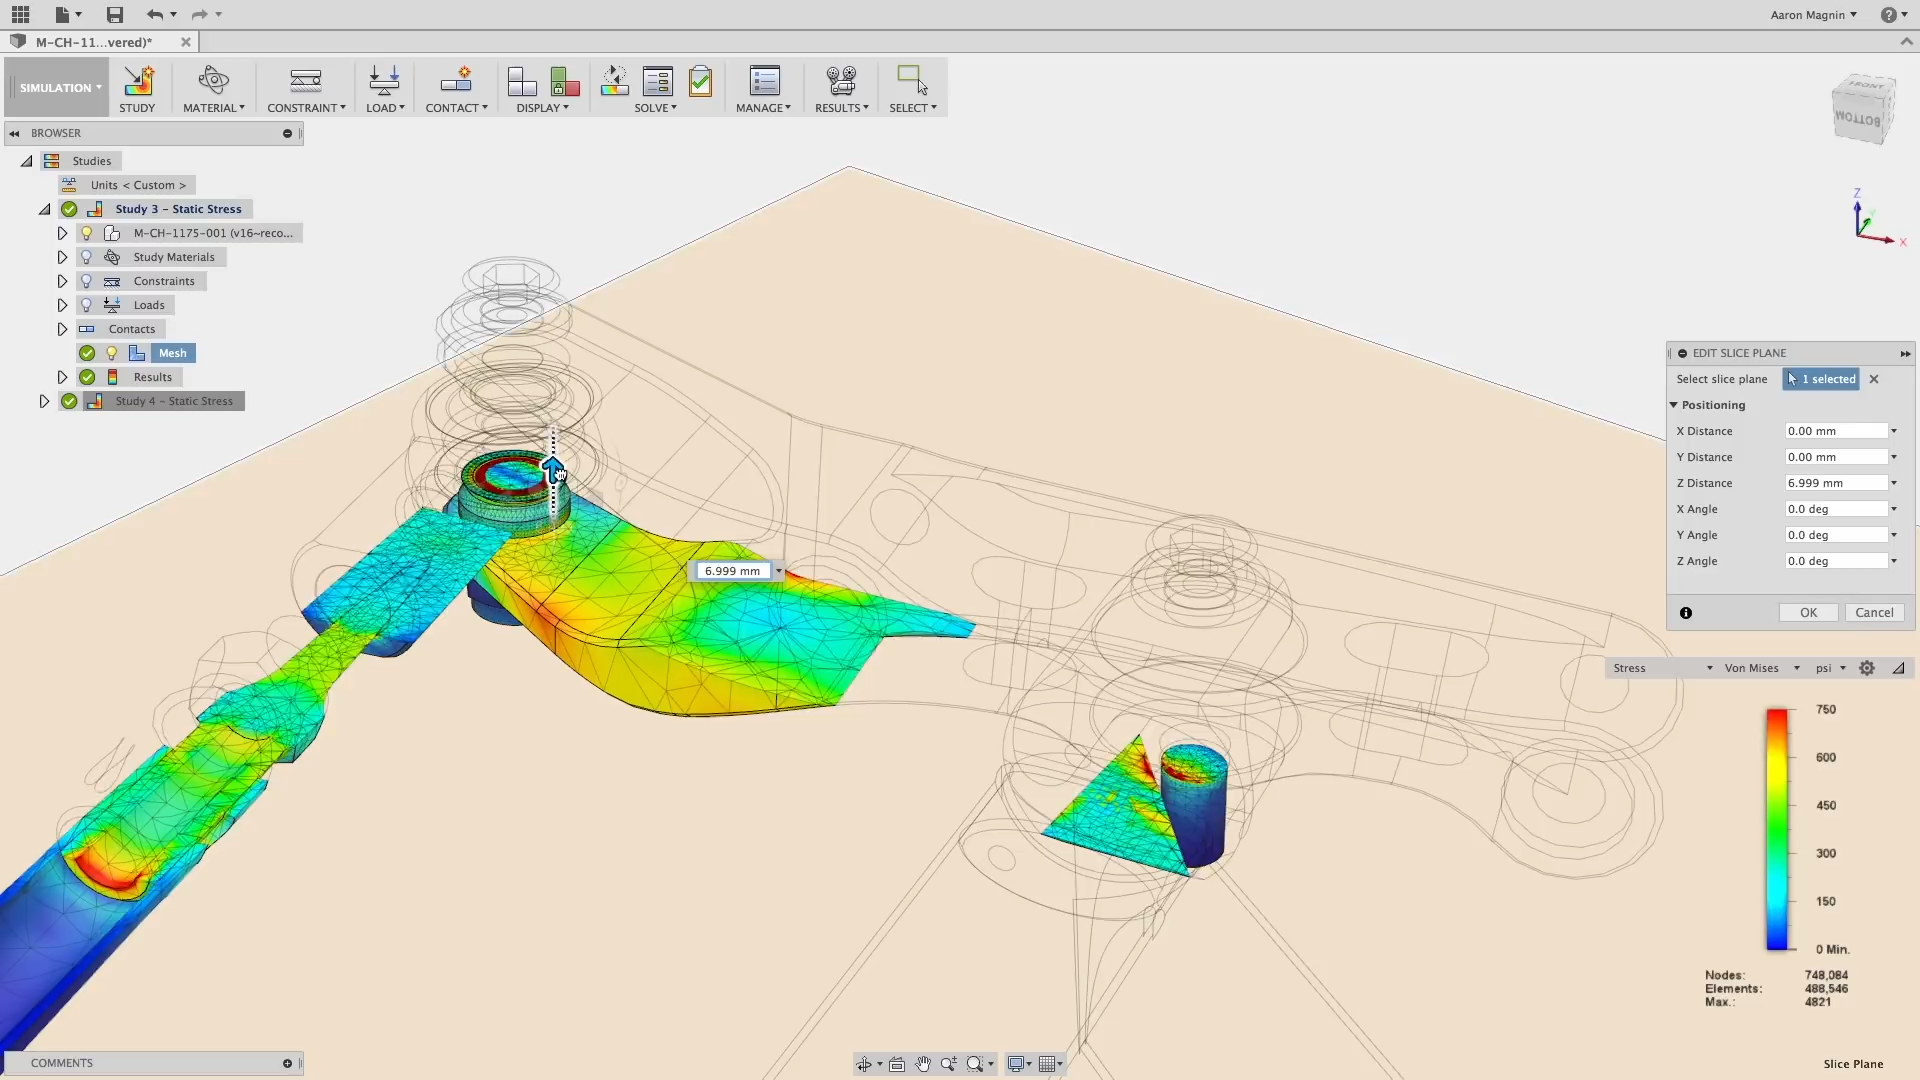 Aaron Magnin
M-CH-11...vered)*
SIMULATION
STUDY
MATERIAL
CONSTRAINT
LOAD
CONTACT
DISPLAY
SOLVE
MANAGE
RESULTS
SELECT
FRONT
BOTTOM
BROWSER
Studies
Units < Custom >
Study 3 - Static Stress
M-CH-1175-001 (v16~reco...
Study Materials
Constraints
Loads
Contacts
Mesh
Results
Study 4 - Static Stress
Z
Y
X
6.999 mm
EDIT SLICE PLANE
Select slice plane 1 selected
Positioning
X Distance 0.00 mm
Y Distance 0.00 mm
Z Distance 6.999 mm
X Angle 0.0 deg
Y Angle 0.0 deg
Z Angle 0.0 deg
OK Cancel
Stress Von Mises psi
750
600
450
300
150
0 Min.
Nodes: 748,084
Elements: 488,546
Max.: 4821
COMMENTS
Slice Plane